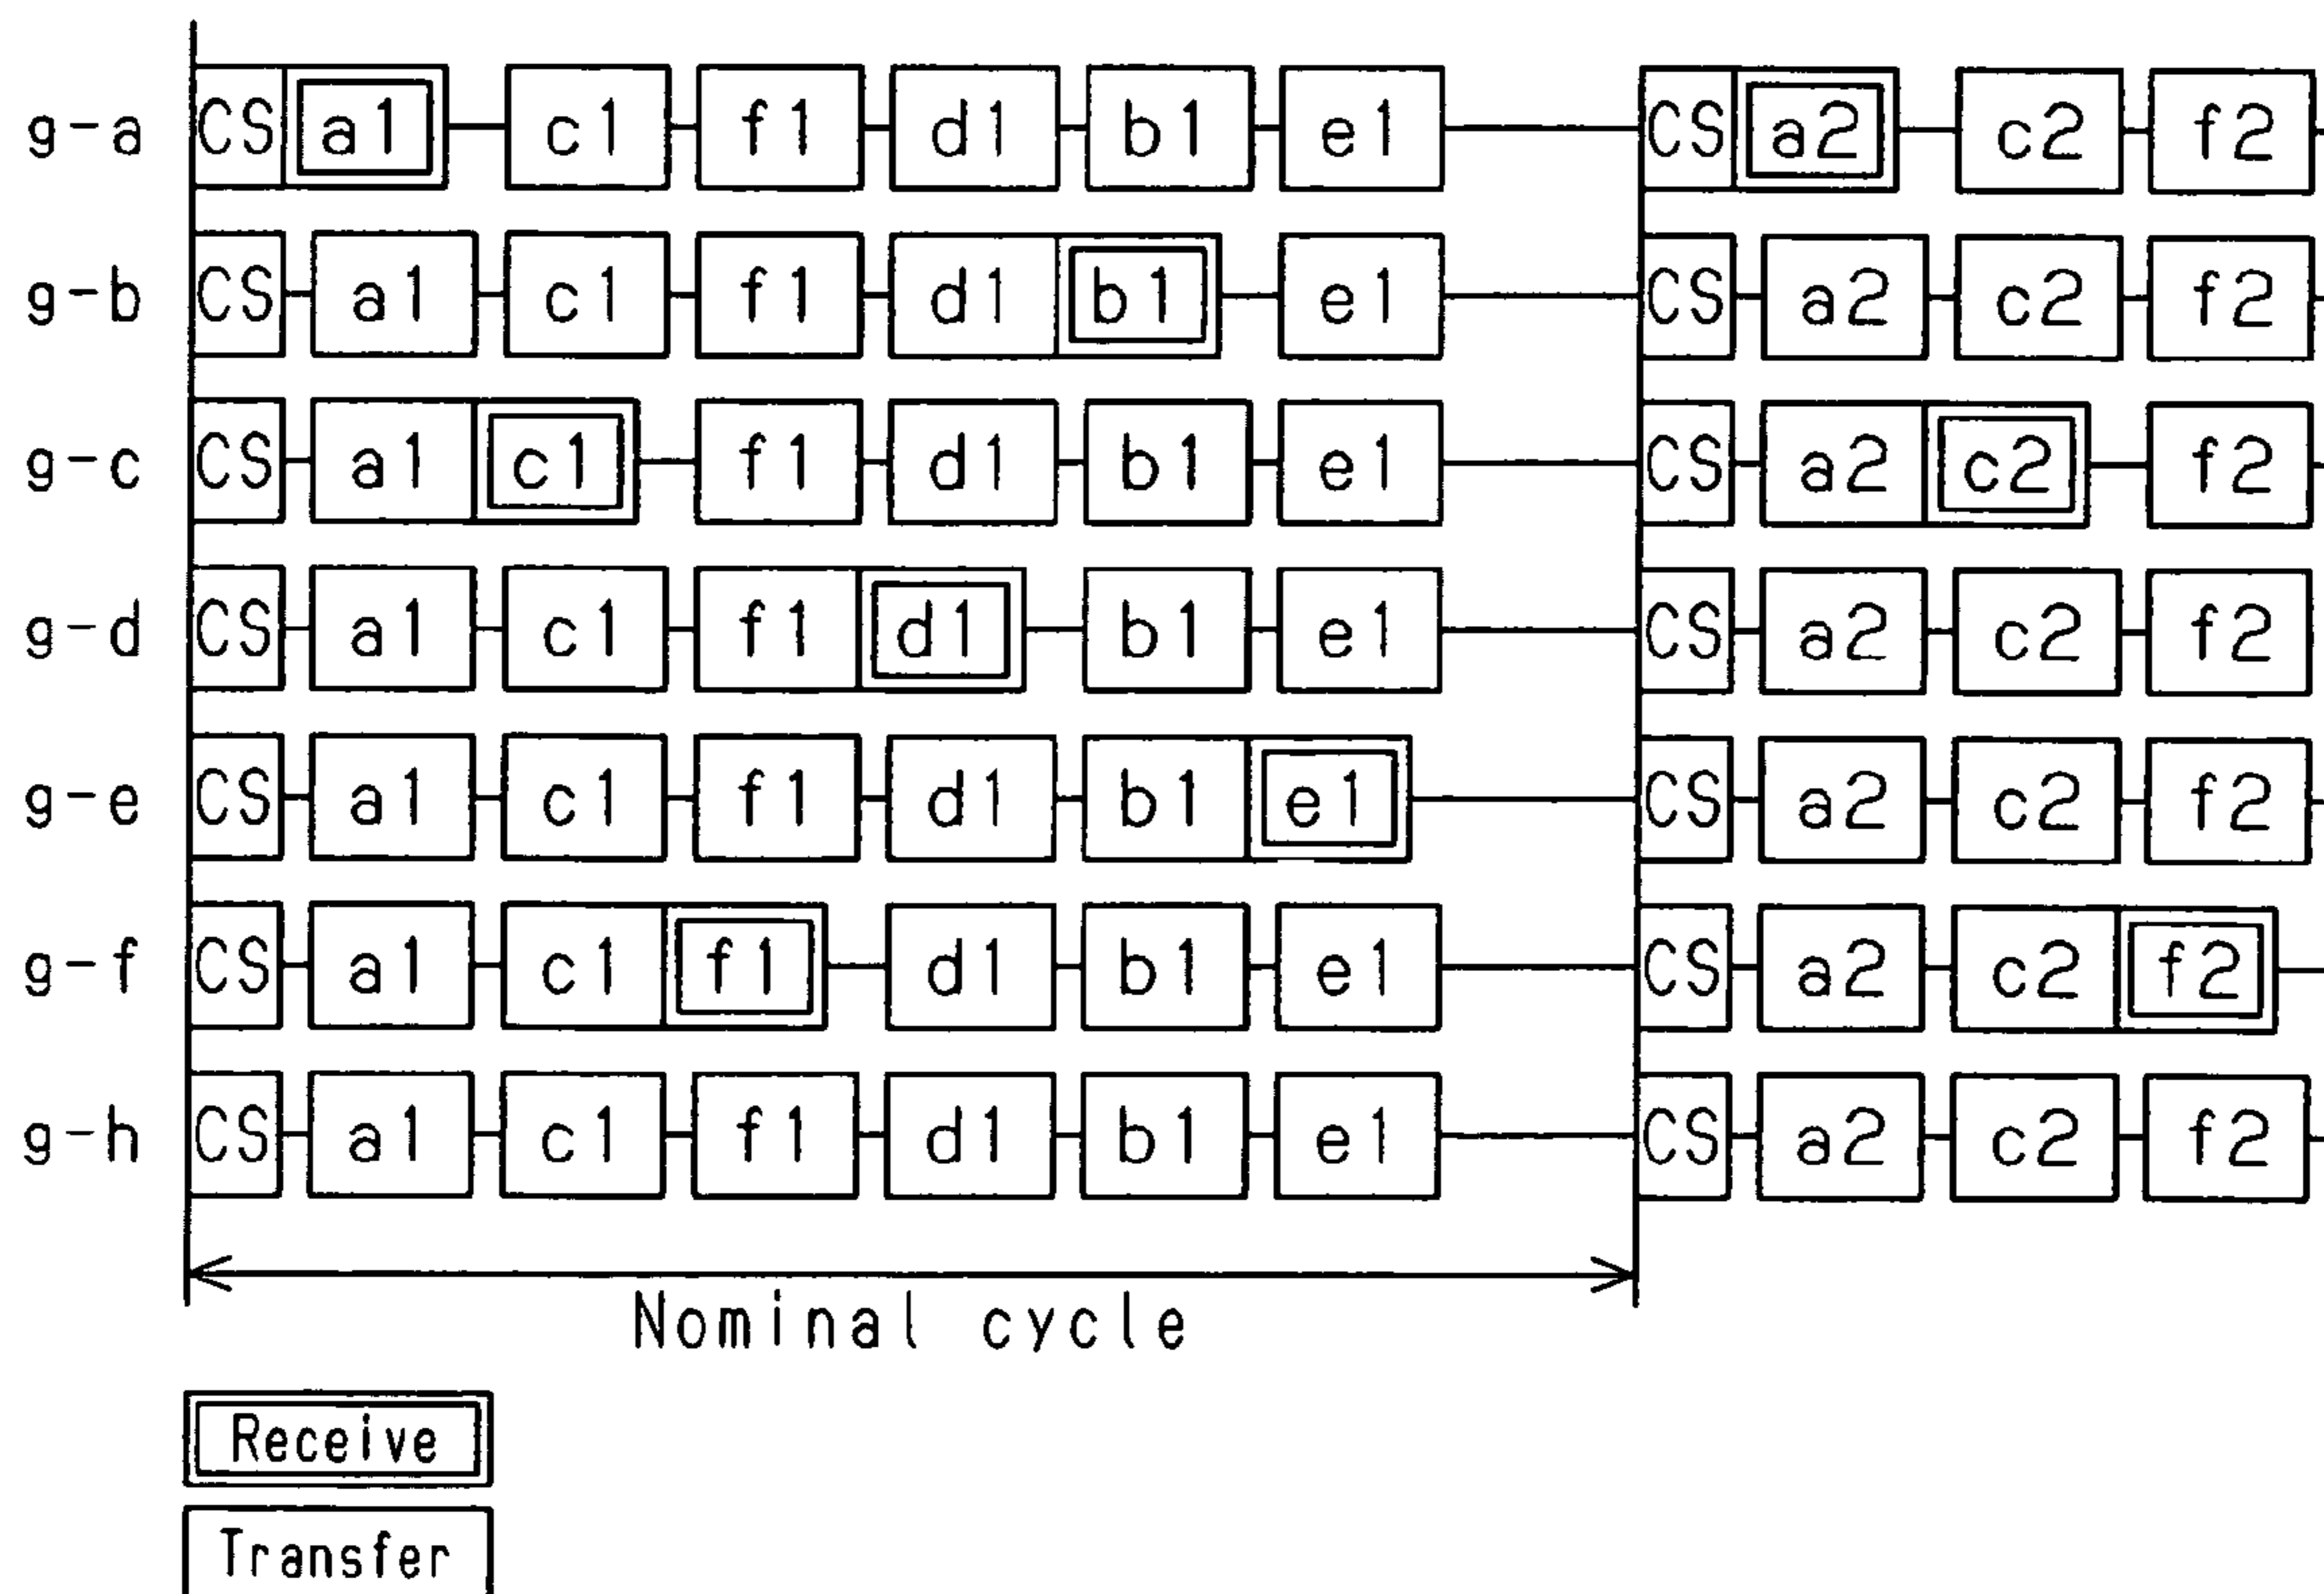 g-a CS a1 c1 f1 d1 b1 e1 CS a2 c2 f2
g-b CS a1 c1 f1 d1 b1 e1 CS a2 c2 f2
g-c CS a1 c1 f1 d1 b1 e1 CS a2 c2 f2
g-d CS a1 c1 f1 d1 b1 e1 CS a2 c2 f2
g-e CS a1 c1 f1 d1 b1 e1 CS a2 c2 f2
g-f CS a1 c1 f1 d1 b1 e1 CS a2 c2 f2
g-h CS a1 c1 f1 d1 b1 e1 CS a2 c2 f2
Nominal cycle
Receive
Transfer